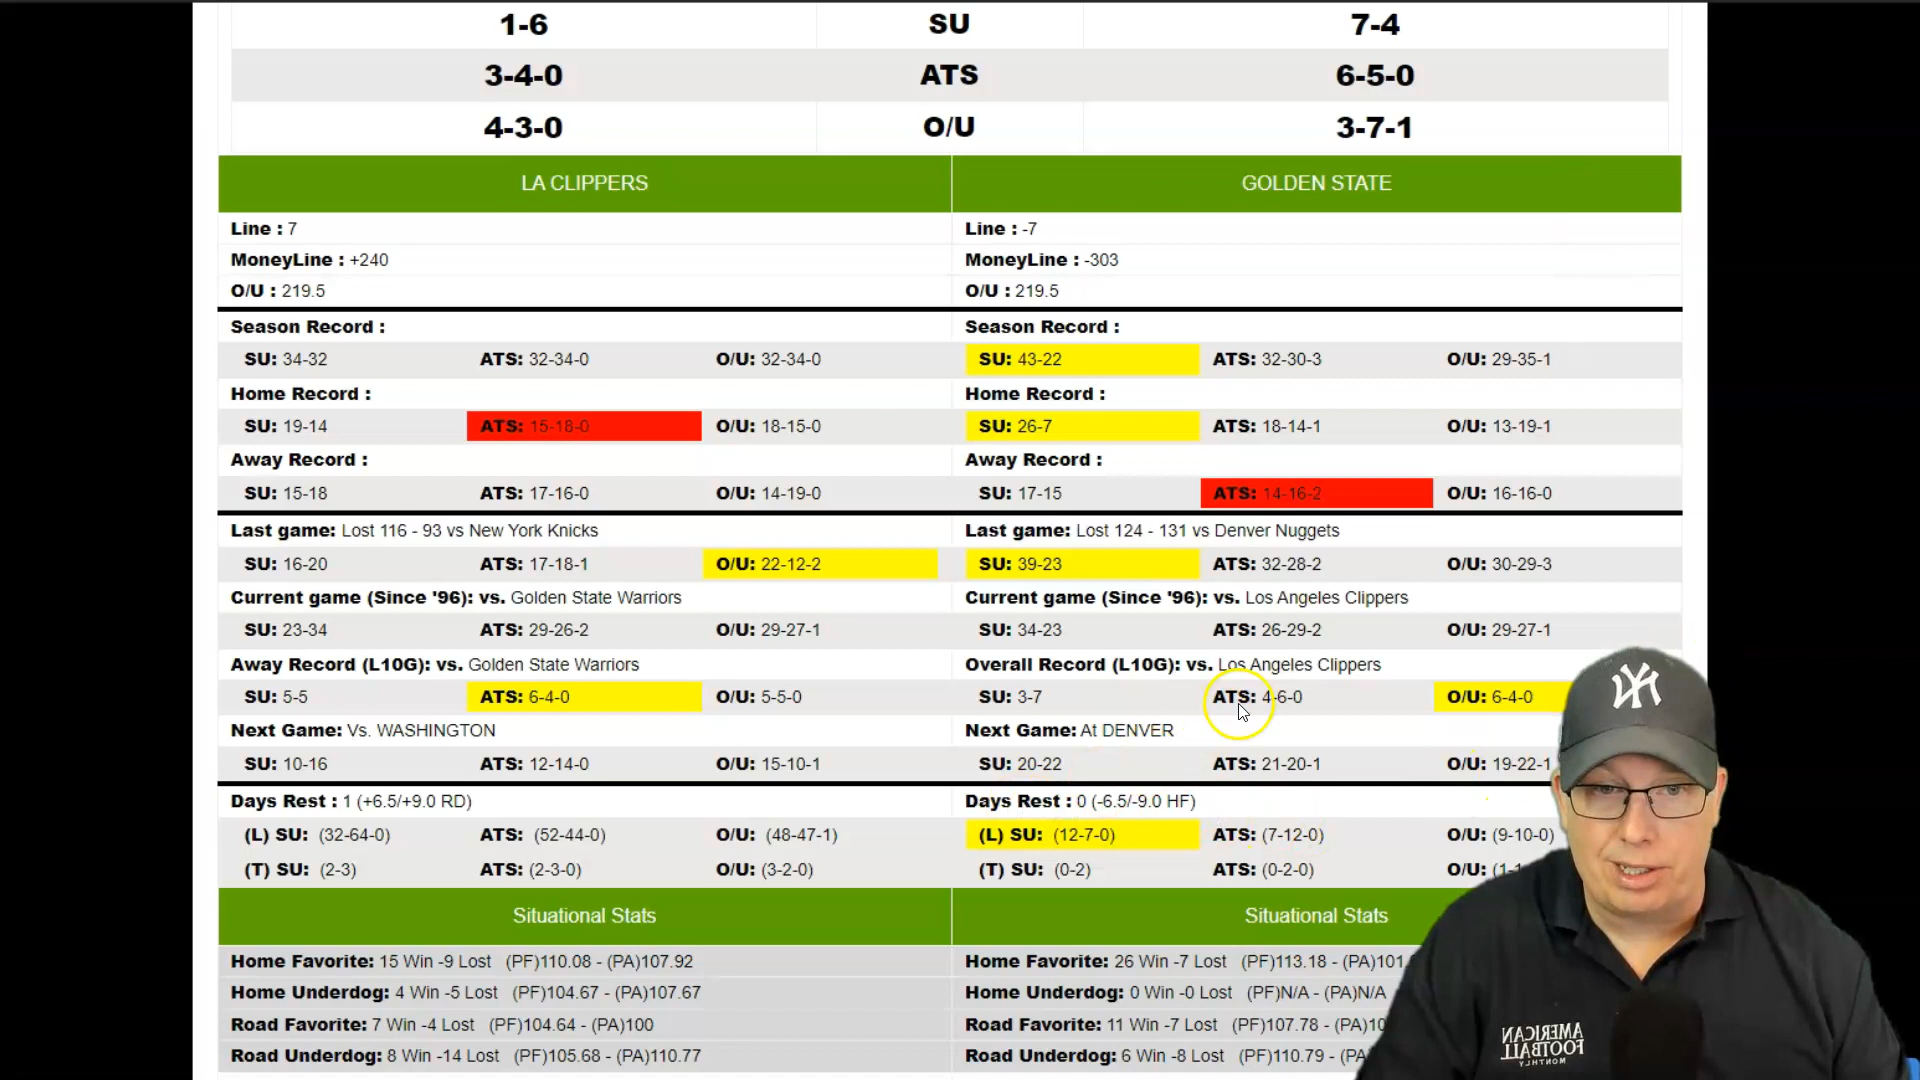 1-6 SU 7-4
3-4-0 ATS 6-5-0
4-3-0 O/U 3-7-1
LA CLIPPERS GOLDEN STATE
Line : 7 Line : -7
MoneyLine : +240 MoneyLine : -303
O/U : 219.5 O/U : 219.5
Season Record : Season Record :
SU: 34-32 ATS: 32-34-0 O/U: 32-34-0 SU: 43-22 ATS: 32-30-3 O/U: 29-35-1
Home Record : Home Record :
SU: 19-14 ATS: 15-18-0 O/U: 18-15-0 SU: 26-7 ATS: 18-14-1 O/U: 13-19-1
Away Record : Away Record :
SU: 15-18 ATS: 17-16-0 O/U: 14-19-0 SU: 17-15 ATS: 14-16-2 O/U: 16-16-0
Last game: Lost 116 - 93 vs New York Knicks Last game: Lost 124 - 131 vs Denver Nuggets
SU: 16-20 ATS: 17-18-1 O/U: 22-12-2 SU: 39-23 ATS: 32-28-2 O/U: 30-29-3
Current game (Since '96): vs. Golden State Warriors Current game (Since '96): vs. Los Angeles Clippers
SU: 23-34 ATS: 29-26-2 O/U: 29-27-1 SU: 34-23 ATS: 26-29-2 O/U: 29-27-1
Away Record (L10G): vs. Golden State Warriors Overall Record (L10G): vs. Los Angeles Clippers
SU: 5-5 ATS: 6-4-0 O/U: 5-5-0 SU: 3-7 ATS: 4-6-0 O/U: 6-4-0
Next Game: Vs. WASHINGTON Next Game: At DENVER
SU: 10-16 ATS: 12-14-0 O/U: 15-10-1 SU: 20-22 ATS: 21-20-1 O/U: 19-22-1
Days Rest : 1 (+6.5/+9.0 RD) Days Rest : 0 (-6.5/-9.0 HF)
(L) SU: (32-64-0) ATS: (52-44-0) O/U: (48-47-1) (L) SU: (12-7-0) ATS: (7-12-0) O/U: (9-10-0)
(T) SU: (2-3) ATS: (2-3-0) O/U: (3-2-0) (T) SU: (0-2) ATS: (0-2-0) O/U: (1-1
Situational Stats Situational Stats
Home Favorite: 15 Win -9 Lost (PF)110.08 - (PA)107.92 Home Favorite: 26 Win -7 Lost (PF)113.18 - (PA)101.
Home Underdog: 4 Win -5 Lost (PF)104.67 - (PA)107.67 Home Underdog: 0 Win -0 Lost (PF)N/A - (PA)N/A
Road Favorite: 7 Win -4 Lost (PF)104.64 - (PA)100 Road Favorite: 11 Win -7 Lost (PF)107.78 - (PA)10
Road Underdog: 8 Win -14 Lost (PF)105.68 - (PA)110.77 Road Underdog: 6 Win -8 Lost (PF)110.79 - (PA
NY
AMERICAN
FOOTBALL
MONTHLY